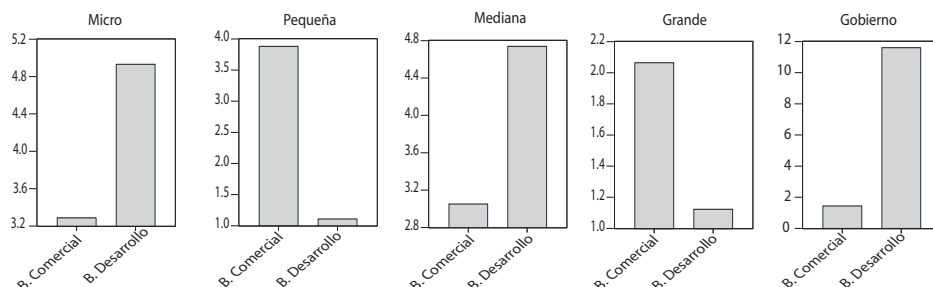 Micro
5.2
4.8
4.4
4.0
3.6
3.2
B. Comercial
B. Desarrollo
Pequeña
4.0
3.5
3.0
2.5
2.0
1.5
1.0
B. Comercial
B. Desarrollo
Mediana
4.8
4.4
4.0
3.6
3.2
2.8
B. Comercial
B. Desarrollo
Grande
2.2
2.0
1.8
1.6
1.4
1.2
1.0
B. Comercial
B. Desarrollo
Gobierno
12
10
8
6
4
2
0
B. Comercial
B. Desarrollo